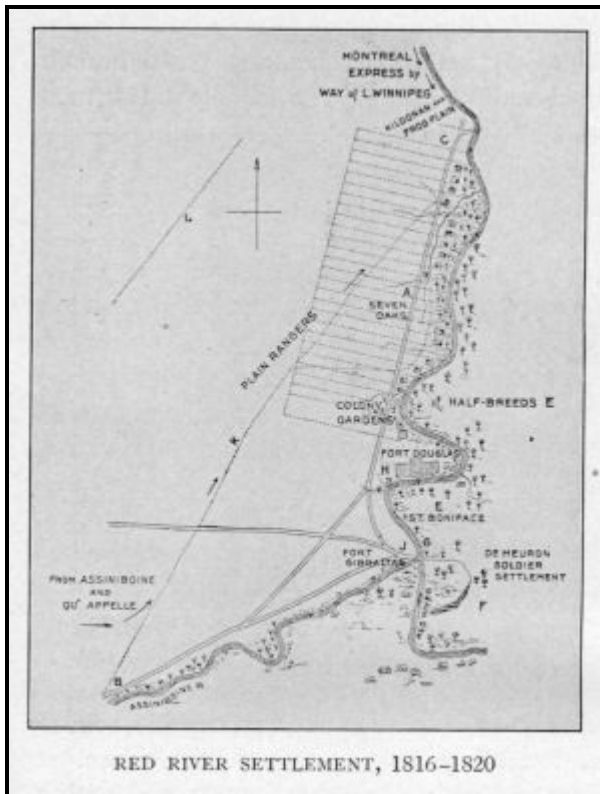 MONTREAL
EXPRESS by
WAY of L. WINNIPEG
KILDONAN and
FROG PLAIN
C
L
A
SEVEN
OAKS
PLAIN RANGERS
K
COLONY
GARDENS
HALF-BREEDS E
FORT DOUGLAS
H
E
ST. BONIFACE
J
G
FORT
GIBRALTAR
DE MEURON
SOLDIER
SETTLEMENT
F
FROM ASSINIBOINE
AND
QU'APPELLE
B
ASSINIBOINE R.
RED RIVER SETTLEMENT, 1816–1820